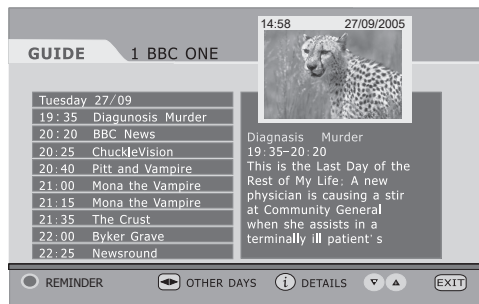 14:58 27/09/2005
GUIDE 1 BBC ONE
Tuesday 27/09
19:35 Diagunosis Murder
20:20 BBC News
20:25 ChuckleVision
20:40 Pitt and Vampire
21:00 Mona the Vampire
21:15 Mona the Vampire
21:35 The Crust
22:00 Byker Grave
22:25 Newsround
Diagnasis Murder
19:35-20:20
This is the Last Day of the
Rest of My Life; A new
physician is causing a stir
at Community General
when she assists in a
terminally ill patient's
REMINDER OTHER DAYS i DETAILS EXIT